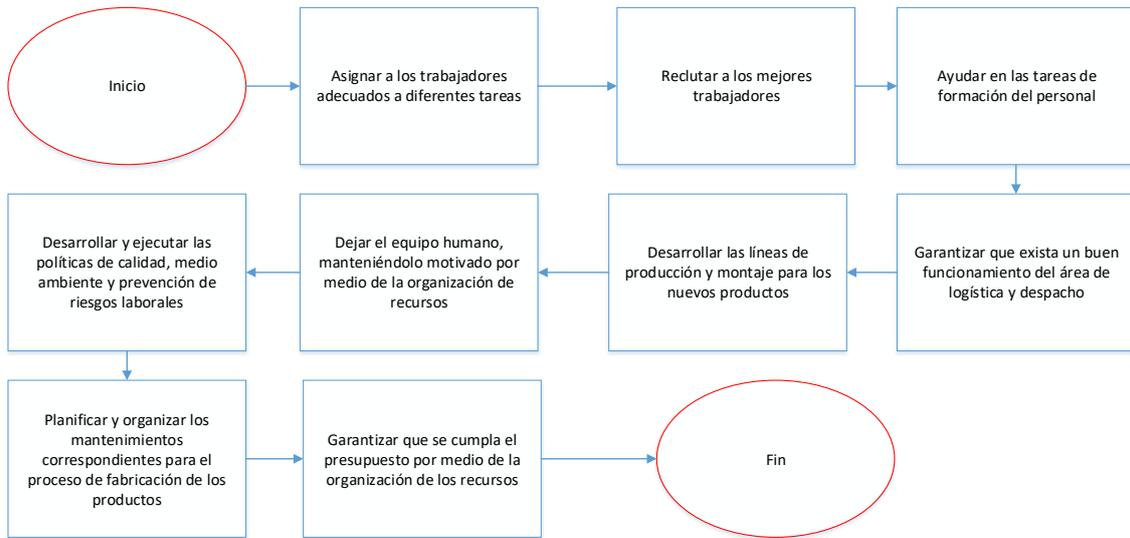 Inicio
Asignar a los trabajadores
adecuados a diferentes tareas
Reclutar a los mejores
trabajadores
Ayudar en las tareas de
formación del personal
Garantizar que exista un buen
funcionamiento del área de
logística y despacho
Desarrollar las líneas de
producción y montaje para los
nuevos productos
Dejar el equipo humano,
manteniéndolo motivado por
medio de la organización de
recursos
Desarrollar y ejecutar las
políticas de calidad, medio
ambiente y prevención de
riesgos laborales
Planificar y organizar los
mantenimientos
correspondientes para el
proceso de fabricación de los
productos
Garantizar que se cumpla el
presupuesto por medio de la
organización de los recursos
Fin